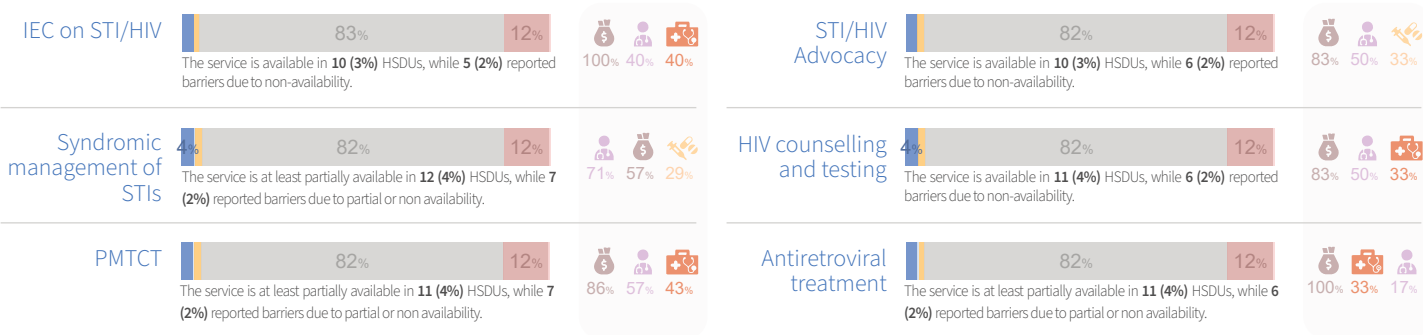 IEC on STI/HIV
83%
12%
The service is available in 10 (3%) HSDUs, while 5 (2%) reported
barriers due to non-availability.
100% 40% 40%
STI/HIV
Advocacy
82%
12%
The service is available in 10 (3%) HSDUs, while 6 (2%) reported
barriers due to non-availability.
83% 50% 33%
Syndromic
management of
STIs
4%
82%
12%
The service is at least partially available in 12 (4%) HSDUs, while 7
(2%) reported barriers due to partial or non availability.
71% 57% 29%
HIV counselling
and testing
4%
82%
12%
The service is available in 11 (4%) HSDUs, while 6 (2%) reported
barriers due to non-availability.
83% 50% 33%
PMTCT
82%
12%
The service is at least partially available in 11 (4%) HSDUs, while 7
(2%) reported barriers due to partial or non availability.
86% 57% 43%
Antiretroviral
treatment
82%
12%
The service is at least partially available in 11 (4%) HSDUs, while 6
(2%) reported barriers due to partial or non availability.
100% 33% 17%